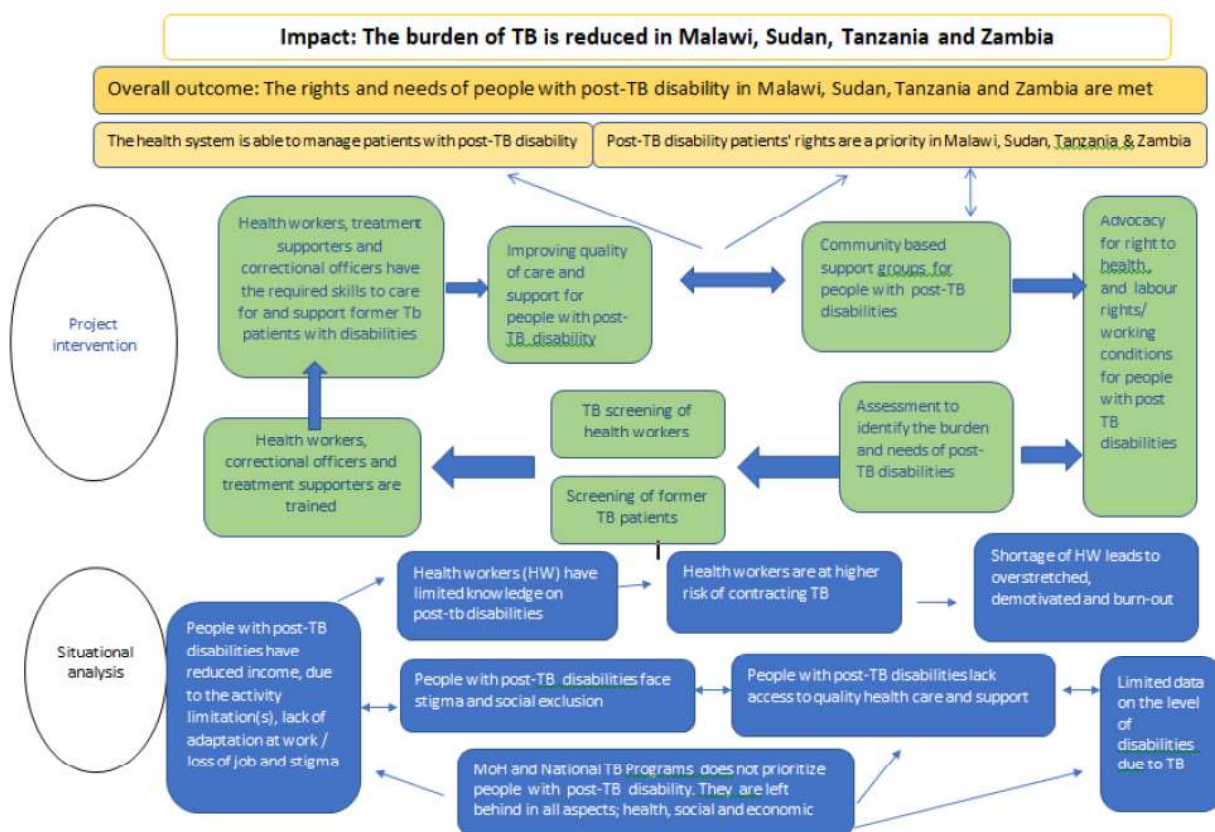 Impact: The burden of TB is reduced in Malawi, Sudan, Tanzania and Zambia
Overall outcome: The rights and needs of people with post-TB disability in Malawi, Sudan, Tanzania and Zambia are met
The health system is able to manage patients with post-TB disability
Post-TB disability patients' rights are a priority in Malawi, Sudan, Tanzania & Zambia
Project
intervention
Health workers, treatment
supporters and
correctional officers have
the required skills to care
for and support former Tb
patients with disabilities
Improving quality
of care and
support for
people with post-
TB disability
Community based
support groups for
people with post-TB
disabilities
Advocacy
for right to
health,
and labour
rights/
working
conditions
for people
with post
TB
disabilities
Health workers,
correctional officers and
treatment supporters are
trained
TB screening of
health workers
Screening of former
TB patients
Assessment to
identify the burden
and needs of post-
TB disabilities
Situational
analysis
People with post-TB
disabilities have
reduced income, due
to the activity
limitation(s), lack of
adaptation at work /
loss of job and stigma
Health workers (HW) have
limited knowledge on
post-tb disabilities
Health workers are at higher
risk of contracting TB
Shortage of HW leads to
overstretched,
demotivated and burn-out
People with post-TB disabilities face
stigma and social exclusion
People with post-TB disabilities lack
access to quality health care and support
Limited data
on the level
of
disabilities
due to TB
MoH and National TB Programs does not prioritize
people with post-TB disability. They are left
behind in all aspects; health, social and economic